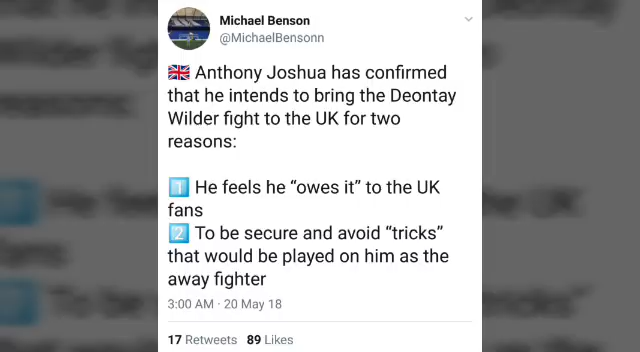 Michael Benson
@MichaelBensonn
🇬🇧 Anthony Joshua has confirmed
that he intends to bring the Deontay
Wilder fight to the UK for two
reasons:
1️⃣ He feels he “owes it” to the UK
fans
2️⃣ To be secure and avoid “tricks”
that would be played on him as the
away fighter
3:00 AM · 20 May 18
17 Retweets 89 Likes